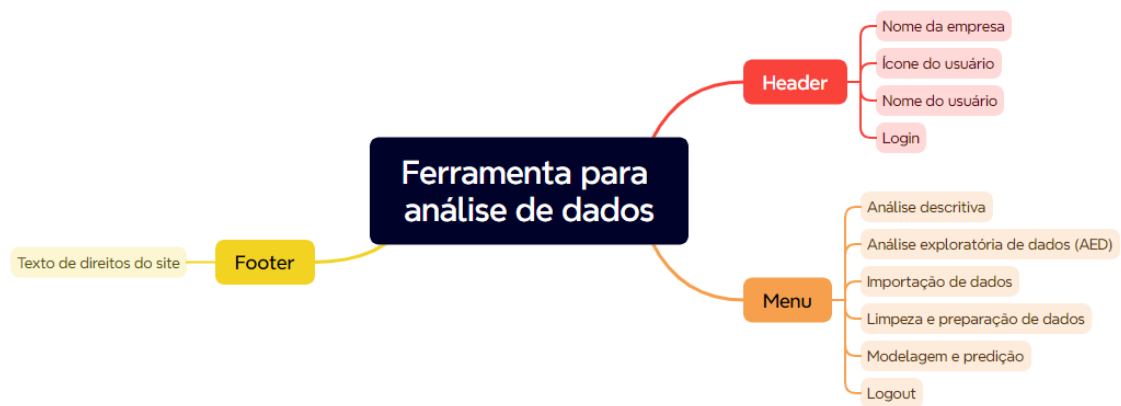 Ferramenta para
análise de dados
Header
Nome da empresa
Ícone do usuário
Nome do usuário
Login
Menu
Análise descritiva
Análise exploratória de dados (AED)
Importação de dados
Limpeza e preparação de dados
Modelagem e predição
Logout
Footer
Texto de direitos do site